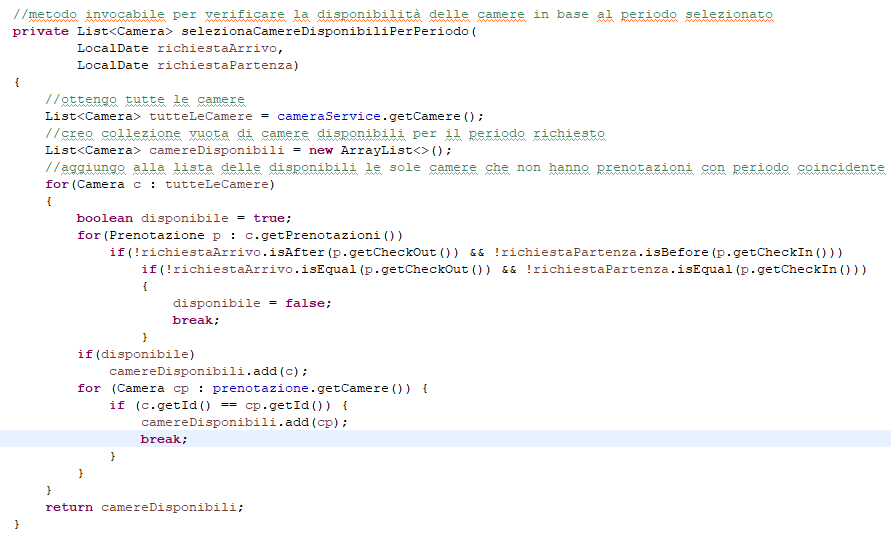 //metodo invocabile per verificare la disponibilità delle camere in base al periodo selezionato
private List<Camera> selezionaCamereDisponibiliPerPeriodo(
        LocalDate richiestaArrivo,
        LocalDate richiestaPartenza)
{
    //ottengo tutte le camere
    List<Camera> tutteLeCamere = cameraService.getCamere();
    //creo collezione vuota di camere disponibili per il periodo richiesto
    List<Camera> camereDisponibili = new ArrayList<>();
    //aggiungo alla lista delle disponibili le sole camere che non hanno prenotazioni con periodo coincidente
    for(Camera c : tutteLeCamere)
    {
        boolean disponibile = true;
        for(Prenotazione p : c.getPrenotazioni())
            if(!richiestaArrivo.isAfter(p.getCheckOut()) && !richiestaPartenza.isBefore(p.getCheckIn()))
                if(!richiestaArrivo.isEqual(p.getCheckOut()) && !richiestaPartenza.isEqual(p.getCheckIn()))
                {
                    disponibile = false;
                    break;
                }
        if(disponibile)
            camereDisponibili.add(c);
        for (Camera cp : prenotazione.getCamere()) {
            if (c.getId() == cp.getId()) {
                camereDisponibili.add(cp);
                break;
            }
        }
    }
    return camereDisponibili;
}